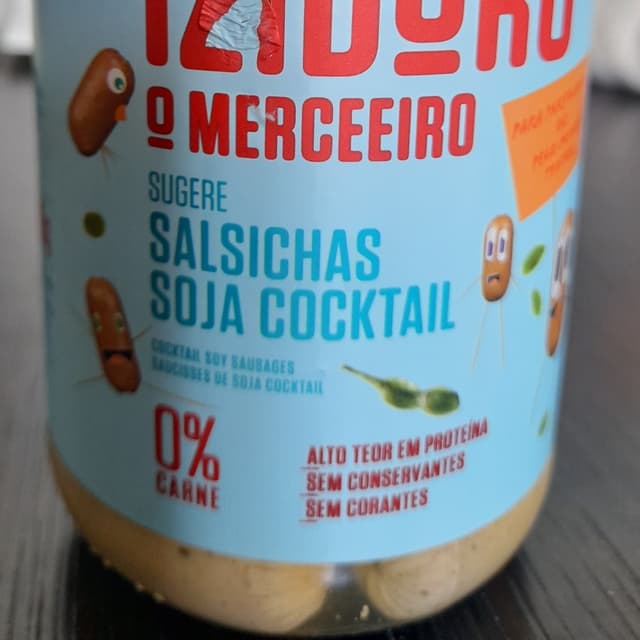 IZIDORO
O MERCEEIRO
SUGERE
SALSICHAS
SOJA COCKTAIL
COCKTAIL SOY SAUSAGES
SAUCISSES DE SOJA COCKTAIL
0%
CARNE
ALTO TEOR EM PROTEÍNA
SEM CONSERVANTES
SEM CORANTES
PARA